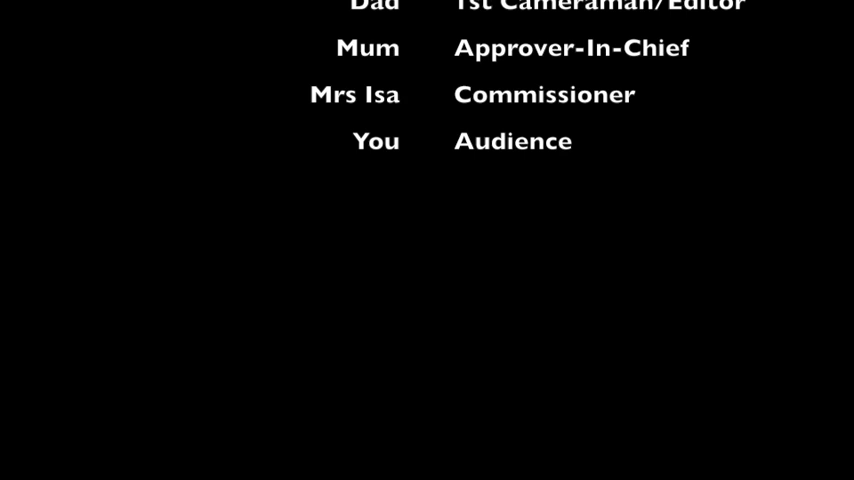 Dad 1st Cameraman/Editor
Mum Approver-In-Chief
Mrs Isa Commissioner
You Audience